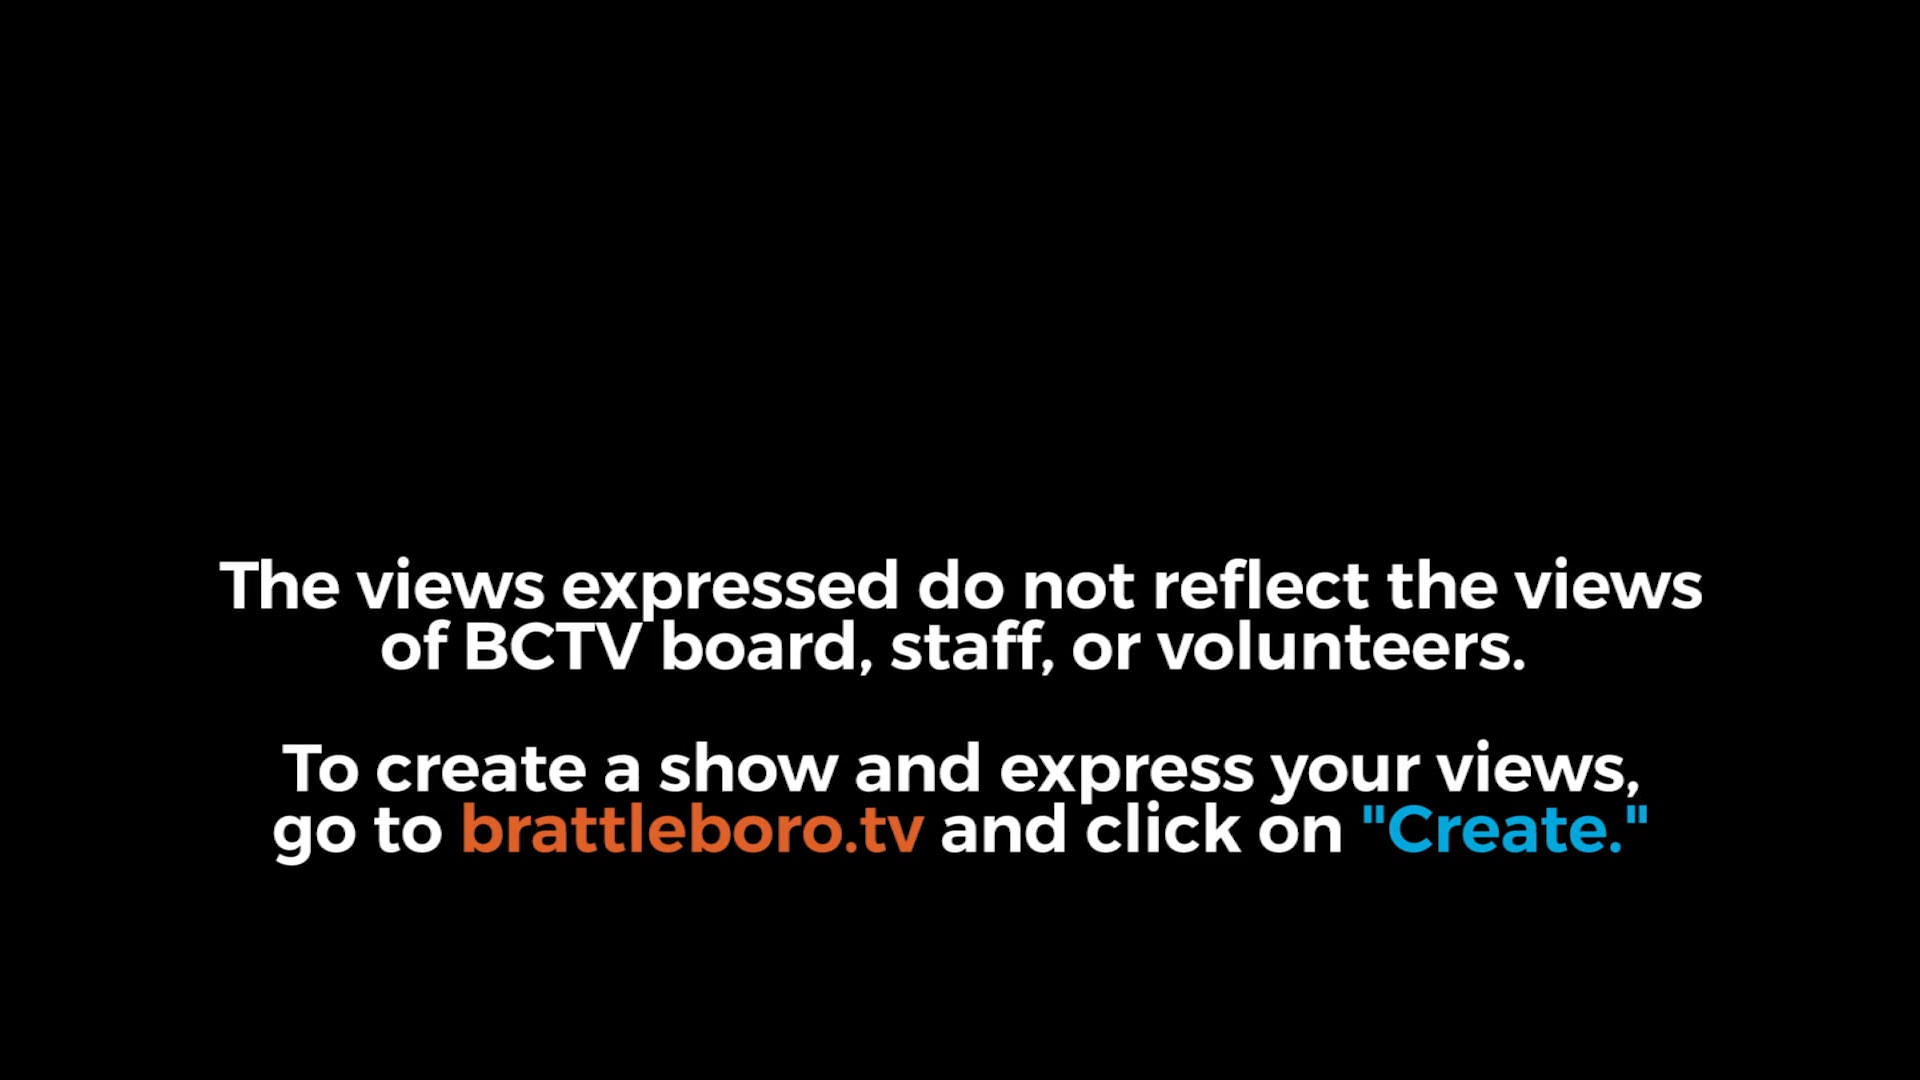 The views expressed do not reflect the views
of BCTV board, staff, or volunteers.
To create a show and express your views,
go to brattleboro.tv and click on "Create."